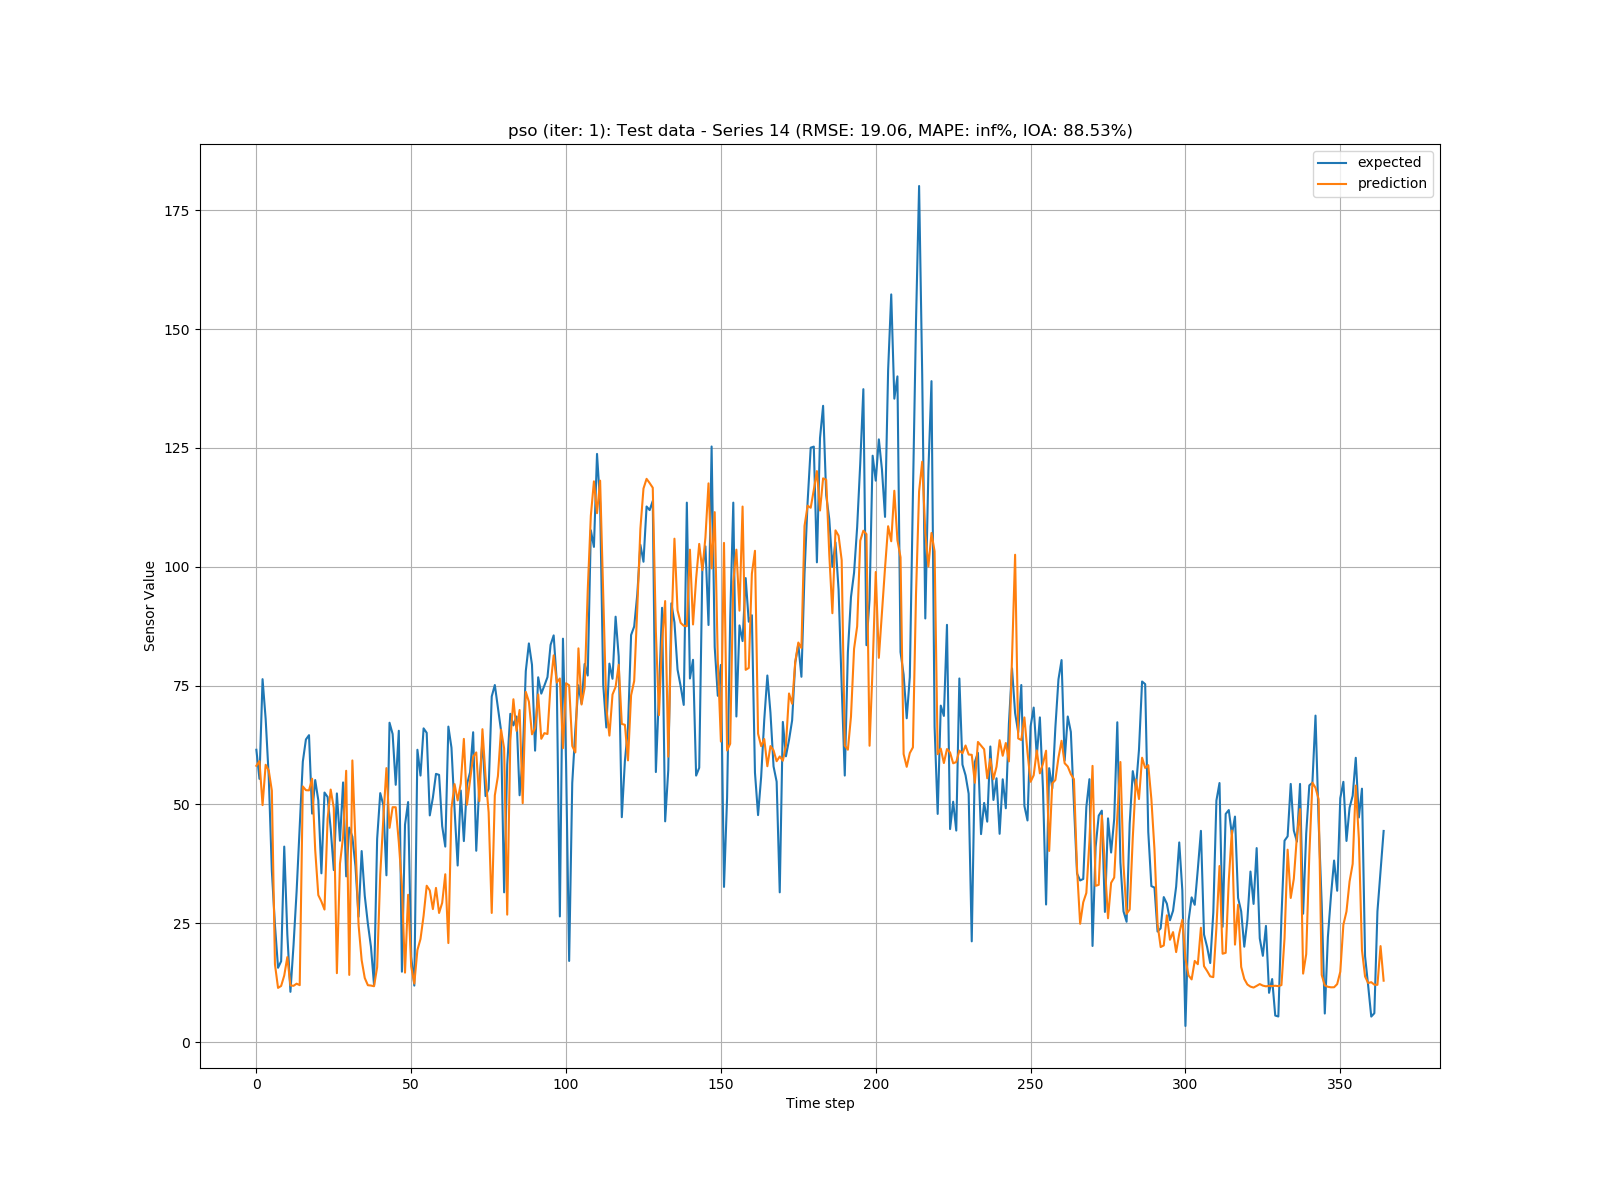 pso (iter: 1): Test data - Series 14 (RMSE: 19.06, MAPE: inf%, IOA: 88.53%)
expected
prediction
175
150
125
100
75
50
25
0
Sensor Value
0 50 100 150 200 250 300 350
Time step